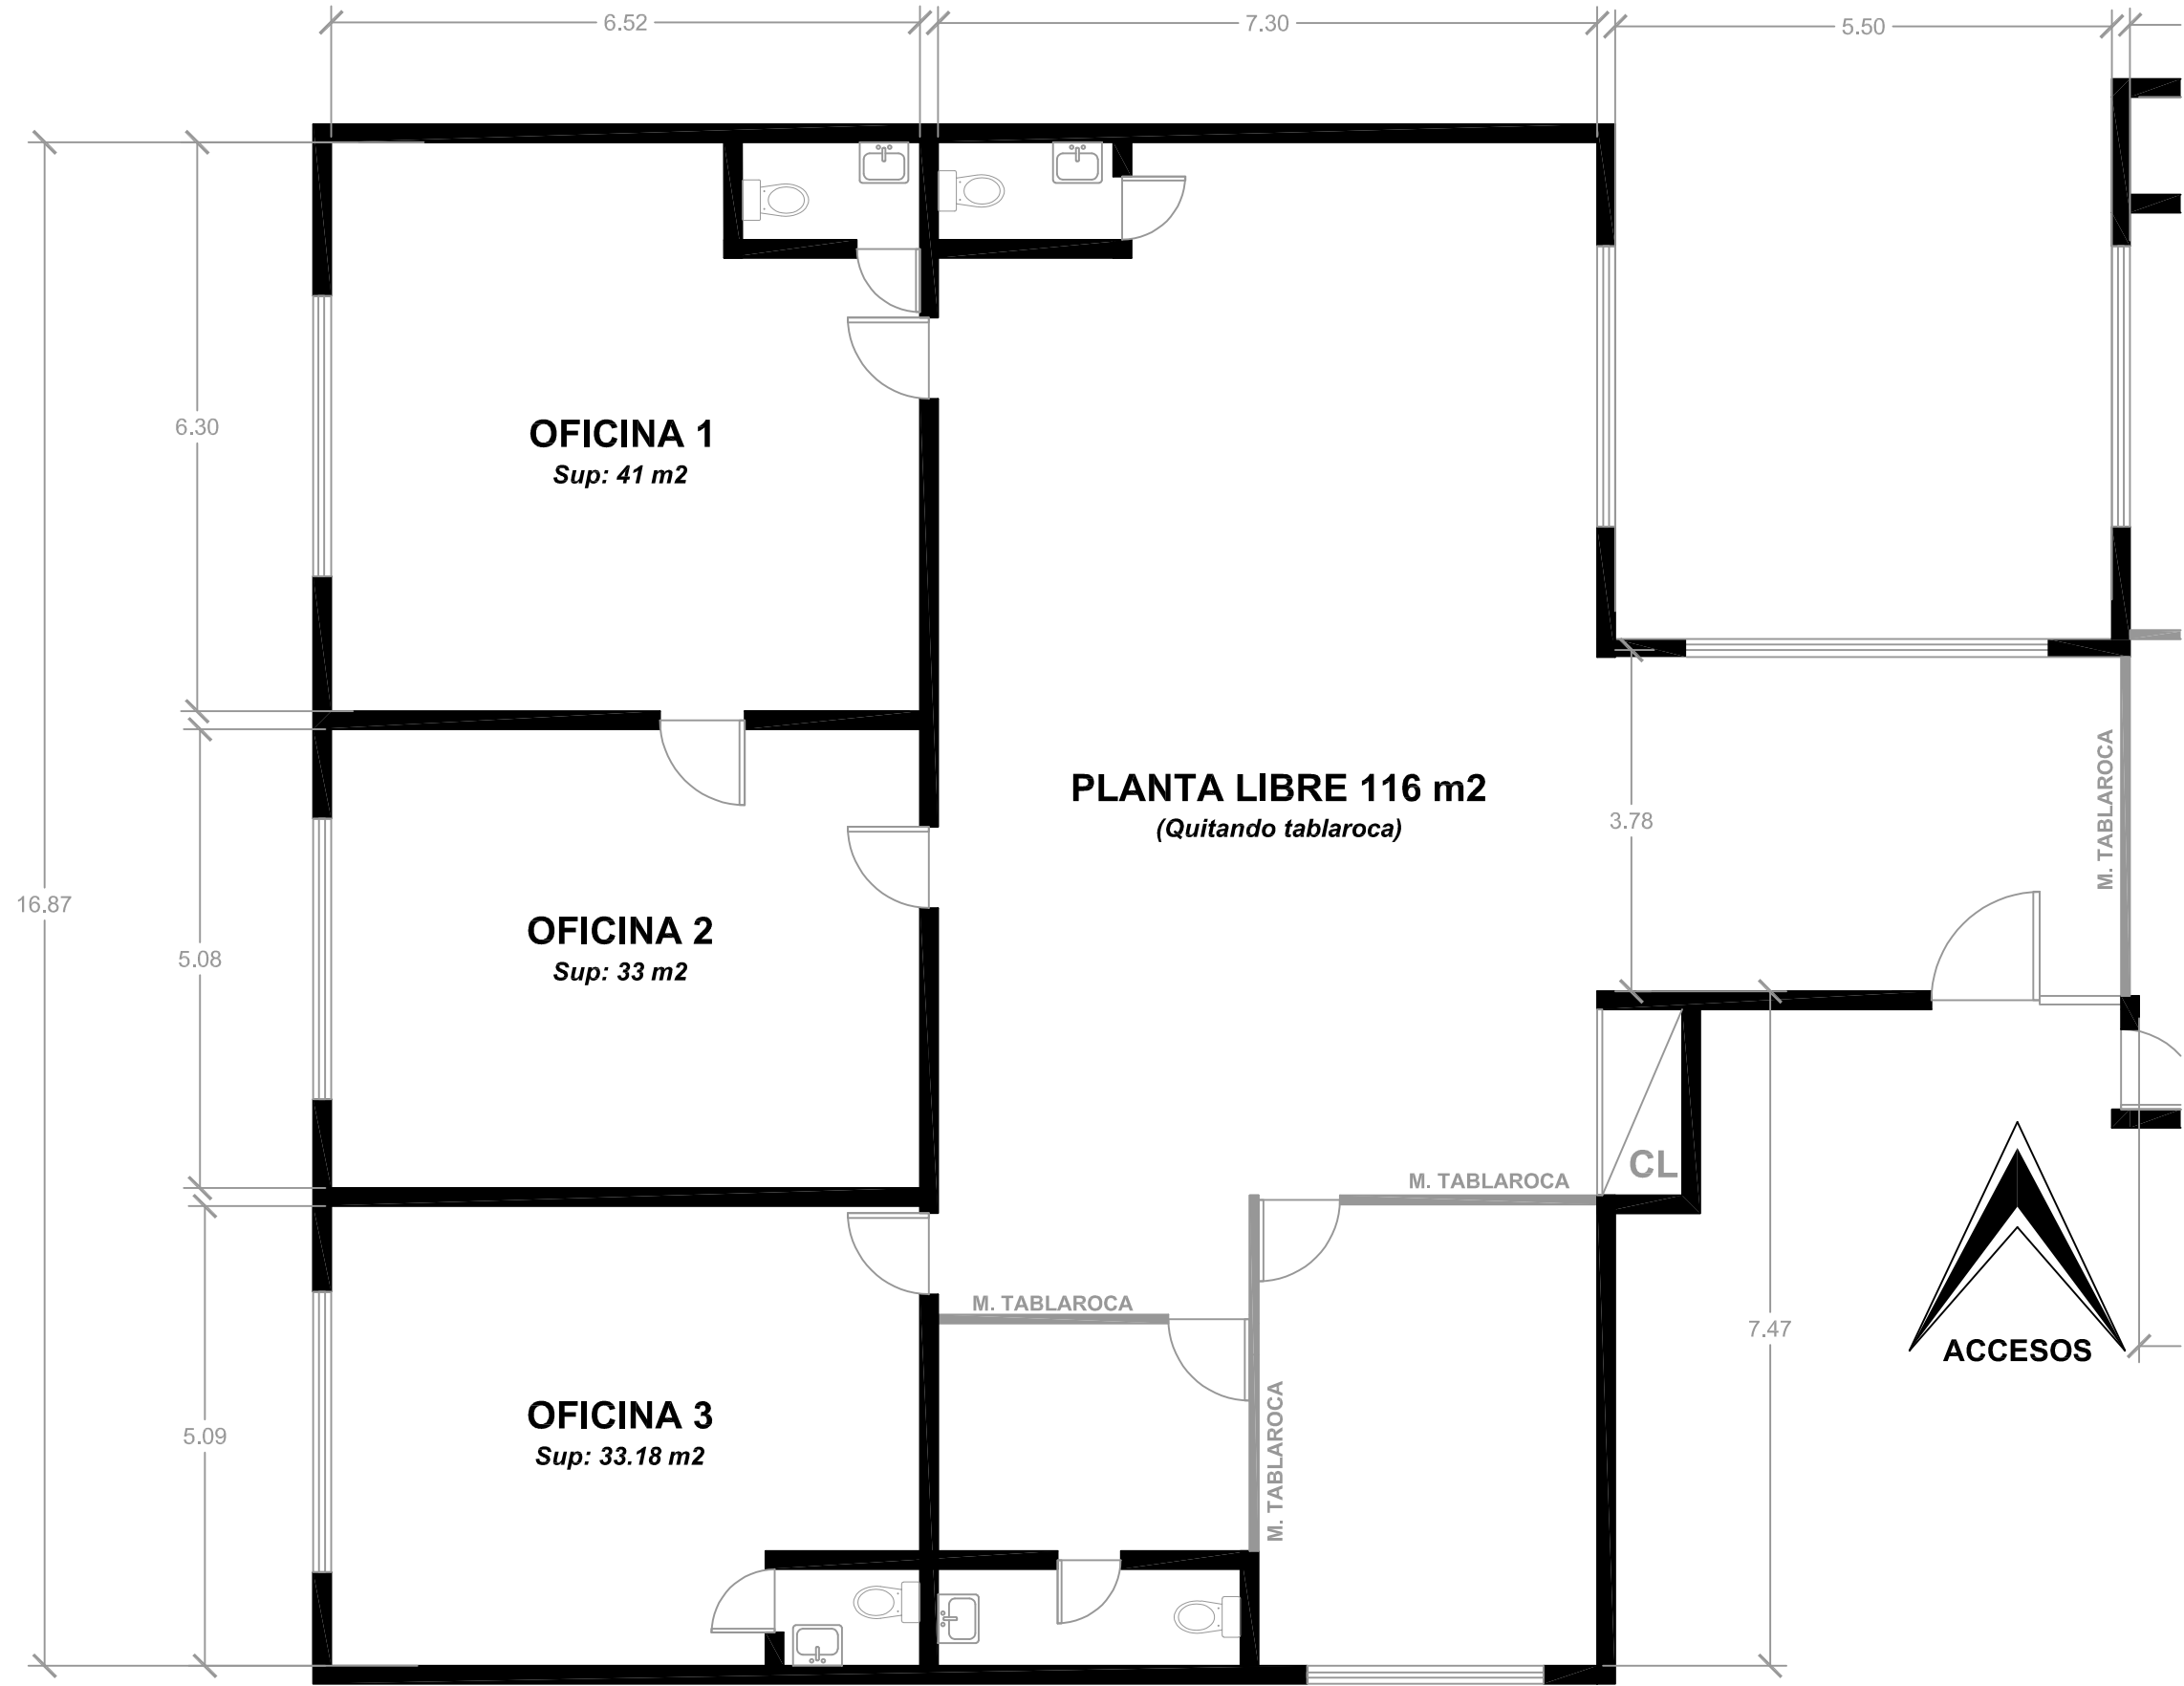 6.52
7.30
5.50
6.30
OFICINA 1
Sup: 41 m2
PLANTA LIBRE 116 m2
(Quitando tablaroca)
3.78
M. TABLAROCA
16.87
5.08
OFICINA 2
Sup: 33 m2
CL
M. TABLAROCA
M. TABLAROCA
7.47
ACCESOS
5.09
OFICINA 3
Sup: 33.18 m2
M. TABLAROCA